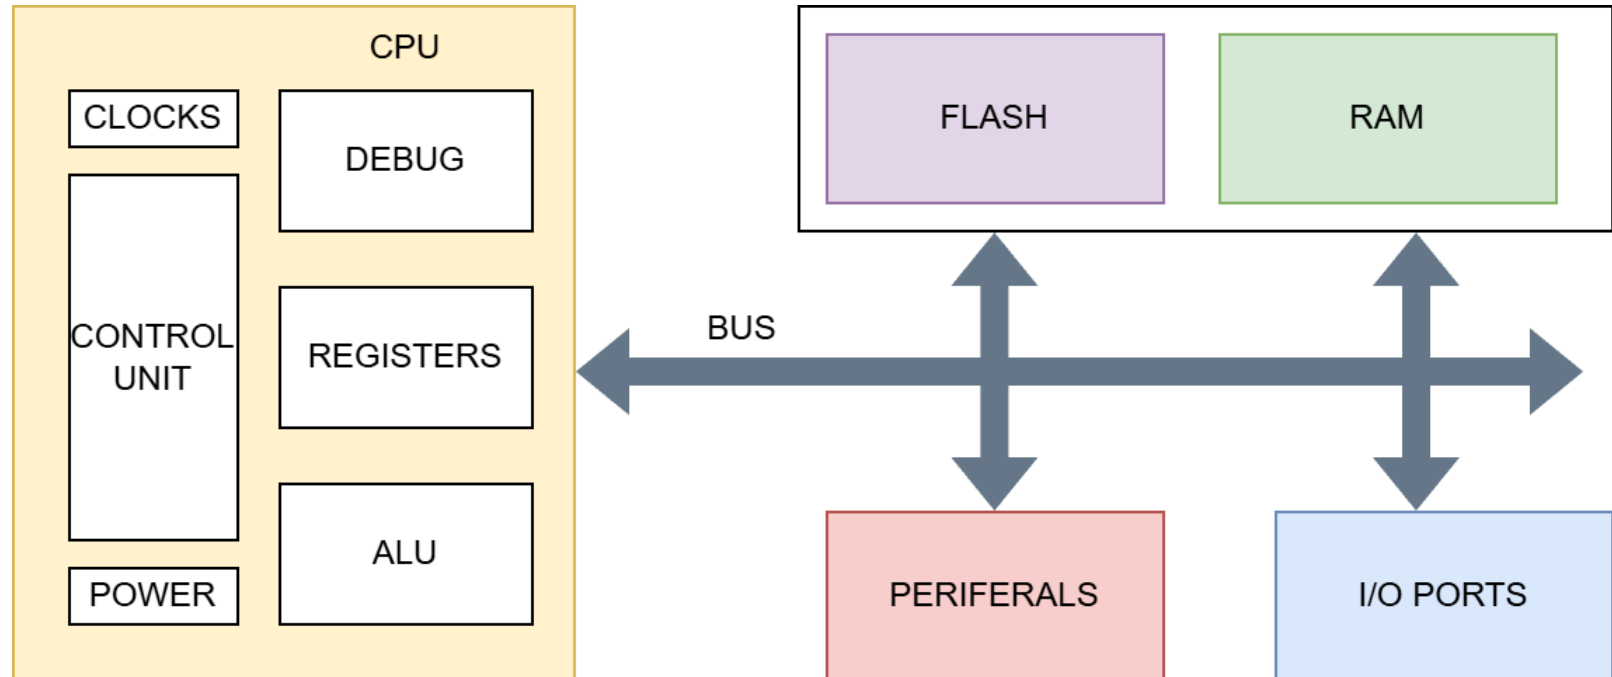 CPU
CLOCKS
DEBUG
CONTROL
UNIT
REGISTERS
POWER
ALU
BUS
FLASH
RAM
PERIFERALS
I/O PORTS